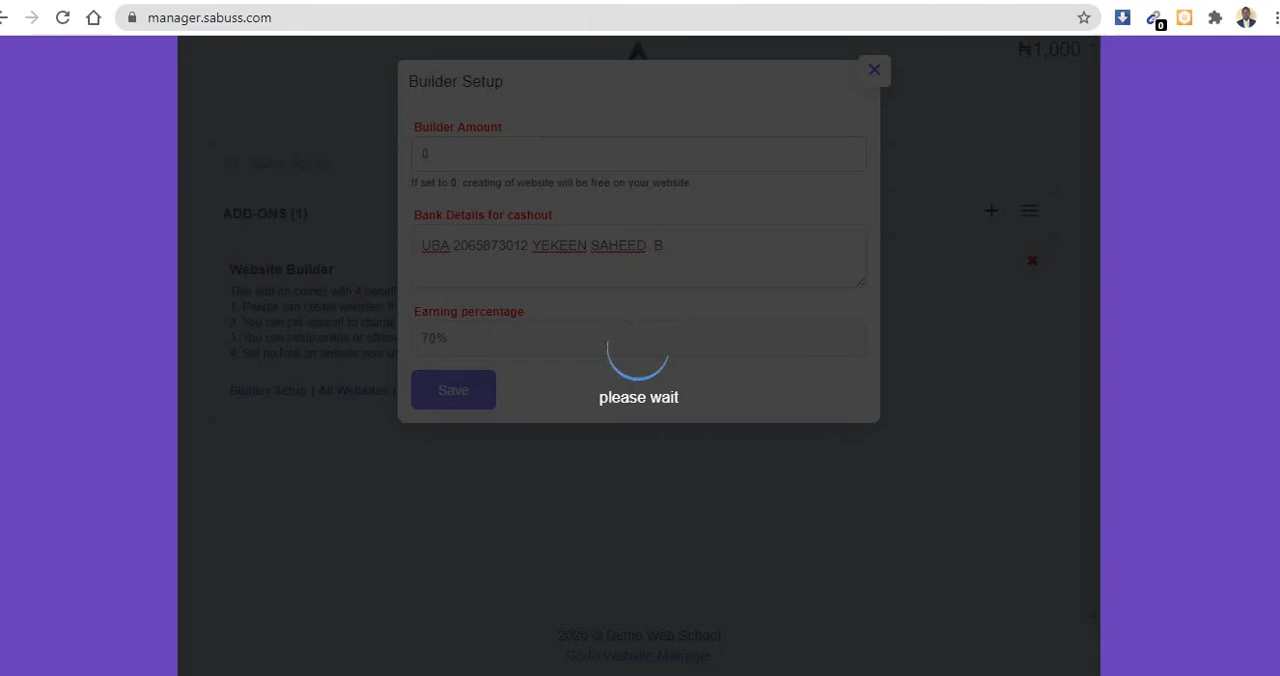 manager.sabuss.com
0
₦1,000
Builder Setup
Builder Amount
0
If set to 0, creating of website will be free on your website.
ADD-ONS (1)
Bank Details for cashout
UBA 2065873012 YEKEEN SAHEED B
Website Builder
This add-on comes with 4 benef
1. People can create websites
2. You can set amount to charge
3. You can setup online or offline
4. Set no limit on website your
Earning percentage
70%
Builder Setup | All Websites |
Save
please wait
2020 © Demo Web School
Go to Website Manager